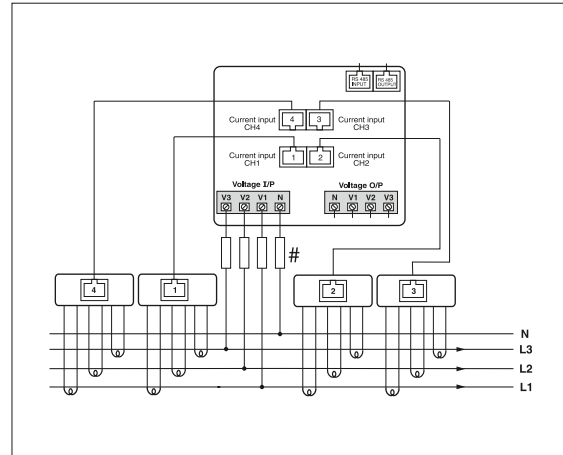 RS 485 INPUT
RS 485 OUTPUT
Current input CH4
4
3
Current input CH3
Current input CH1
1
2
Current input CH2
Voltage I/P
V3 V2 V1 N
Voltage O/P
N V1 V2 V3
#
4
1
2
3
N
L3
L2
L1